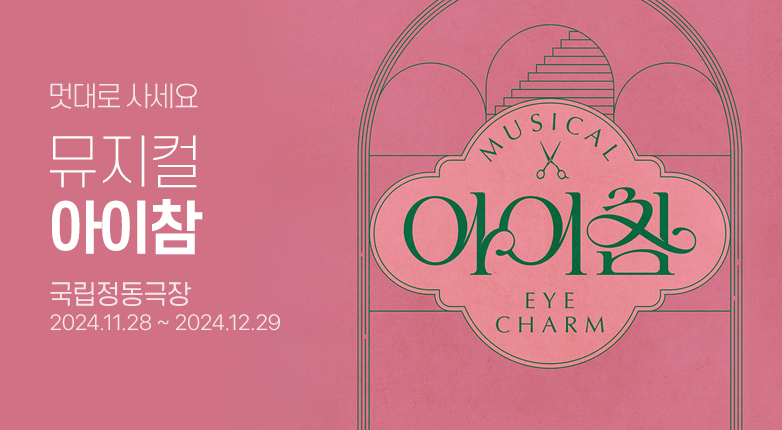 멋대로 사세요
뮤지컬
아이참
국립정동극장
2024.11.28 ~ 2024.12.29
MUSICAL
아이참
EYE
CHARM